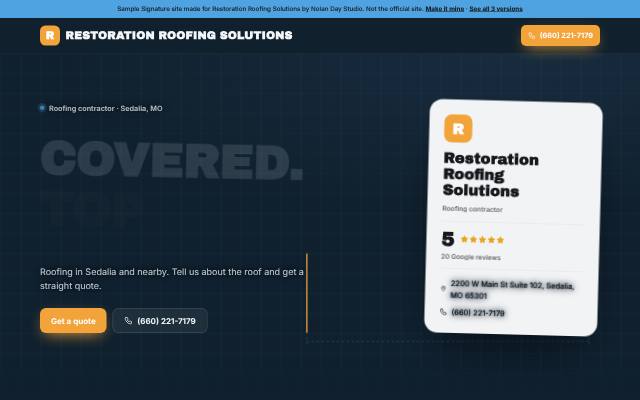 Sample Signature site made for Restoration Roofing Solutions by Nolan Day Studio. Not the official site. Make it mine · See all 3 versions
R RESTORATION ROOFING SOLUTIONS
(660) 221-7179
Roofing contractor · Sedalia, MO
COVERED.
TOP
Roofing in Sedalia and nearby. Tell us about the roof and get a
straight quote.
Get a quote
(660) 221-7179
R
Restoration
Roofing
Solutions
Roofing contractor
5
20 Google reviews
2200 W Main St Suite 102, Sedalia,
MO 65301
(660) 221-7179